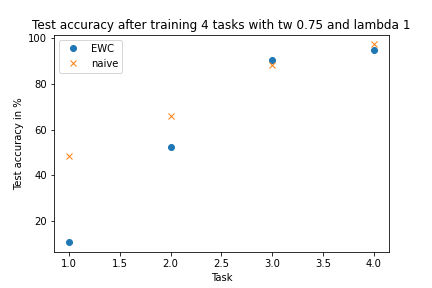 Test accuracy after training 4 tasks with tw 0.75 and lambda 1
100
80
60
40
20
Test accuracy in %
EWC
naive
1.0 1.5 2.0 2.5 3.0 3.5 4.0
Task